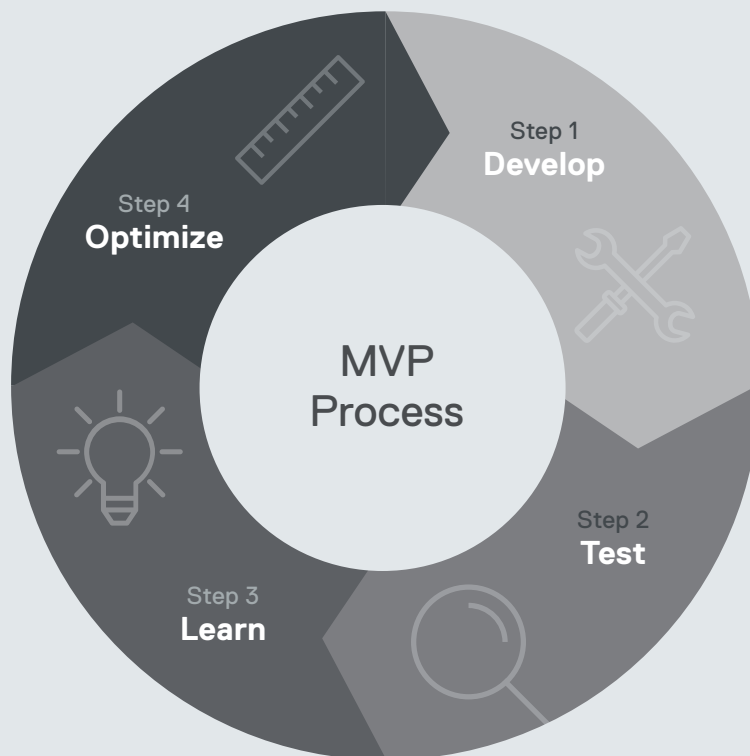 MVP
Process
Step 1
Develop
Step 2
Test
Step 3
Learn
Step 4
Optimize